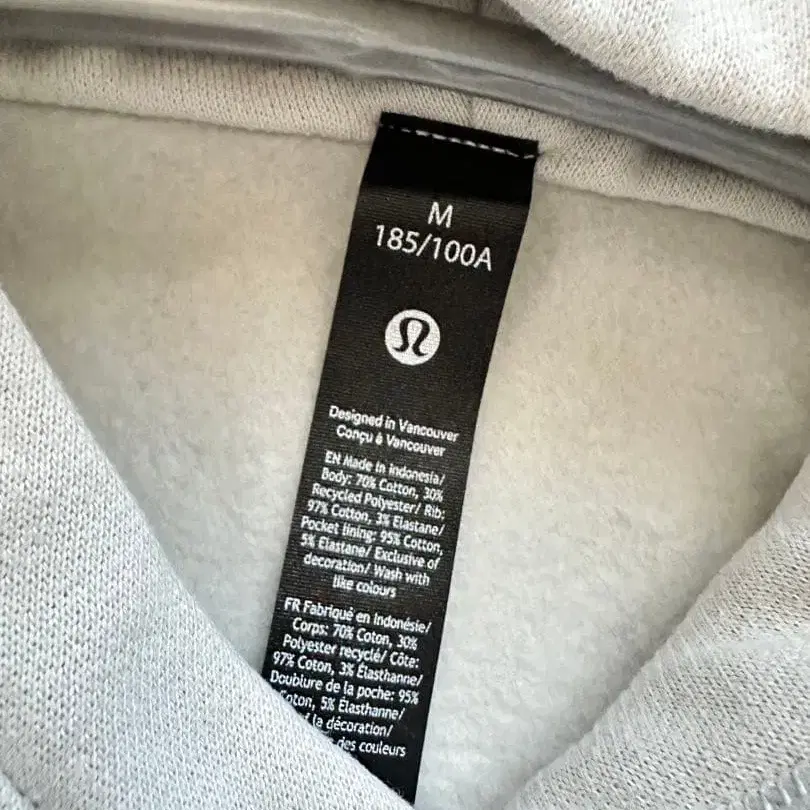 M
185/100A
Designed in Vancouver
Conçu à Vancouver
EN Made in Indonesia/
Body: 70% Cotton, 30%
Recycled Polyester/ Rib:
97% Cotton, 3% Elastane/
Pocket lining: 95% Cotton,
5% Elastane/ Exclusive of
decoration/ Wash with
like colours
FR Fabriqué en Indonésie/
Corps: 70% Coton, 30%
Polyester recyclé/ Côte:
97% Coton, 3% Élasthanne/
Doublure de la poche: 95%
Coton, 5% Élasthanne/
la décoration/
des couleurs